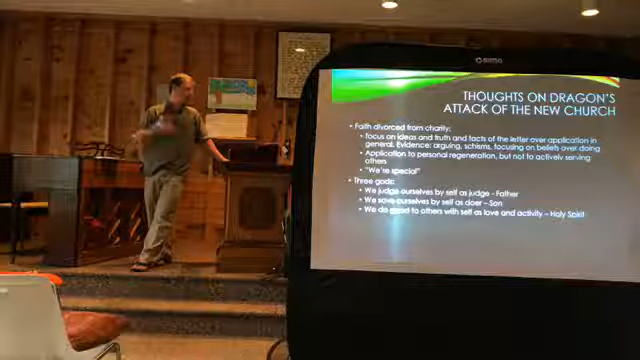 THOUGHTS ON DRAGON'S
ATTACK OF THE NEW CHURCH
• Faith divorced from charity:
• focus on ideas and truth and facts of the letter over application in
general. Evidence: arguing, schisms, focusing on beliefs over doing
• Application to personal regeneration, but not to actively serving
others
• "We're special"
• Three gods:
• We judge ourselves by self as judge - Father
• We save ourselves by self as doer – Son
• We do good to others with self as love and activity – Holy Spirit